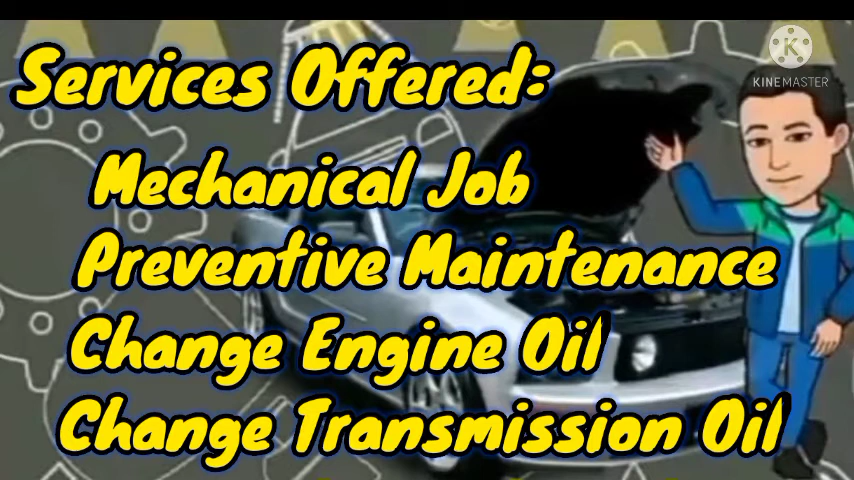 KINEMASTER
Services Offered:
Mechanical Job
Preventive Maintenance
Change Engine Oil
Change Transmission Oil